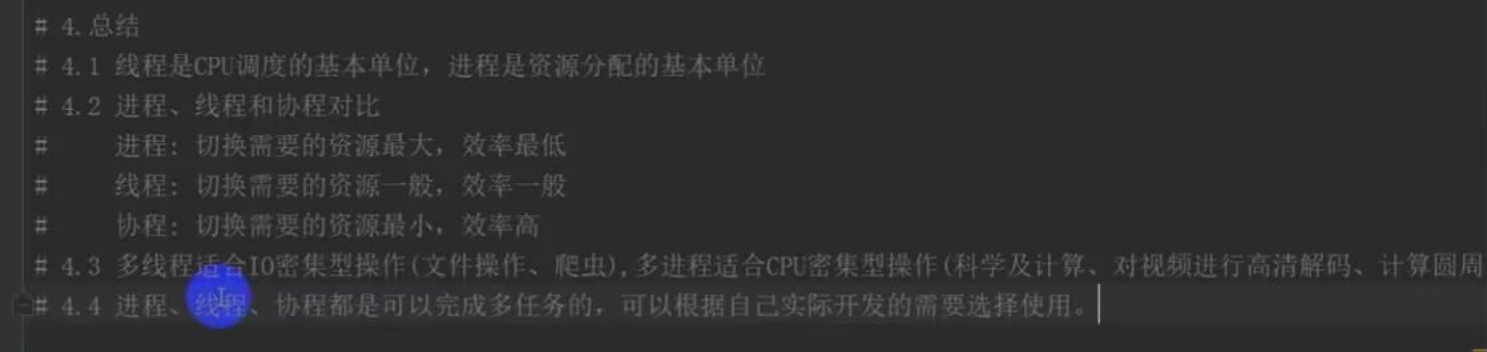 # 4.总结
# 4.1 线程是CPU调度的基本单位，进程是资源分配的基本单位
# 4.2 进程、线程和协程对比
# 进程: 切换需要的资源最大，效率最低
# 线程: 切换需要的资源一般，效率一般
# 协程: 切换需要的资源最小，效率高
# 4.3 多线程适合IO密集型操作(文件操作、爬虫),多进程适合CPU密集型操作(科学及计算、对视频进行高清解码、计算圆周
# 4.4 进程、线程、协程都是可以完成多任务的，可以根据自己实际开发的需要选择使用。